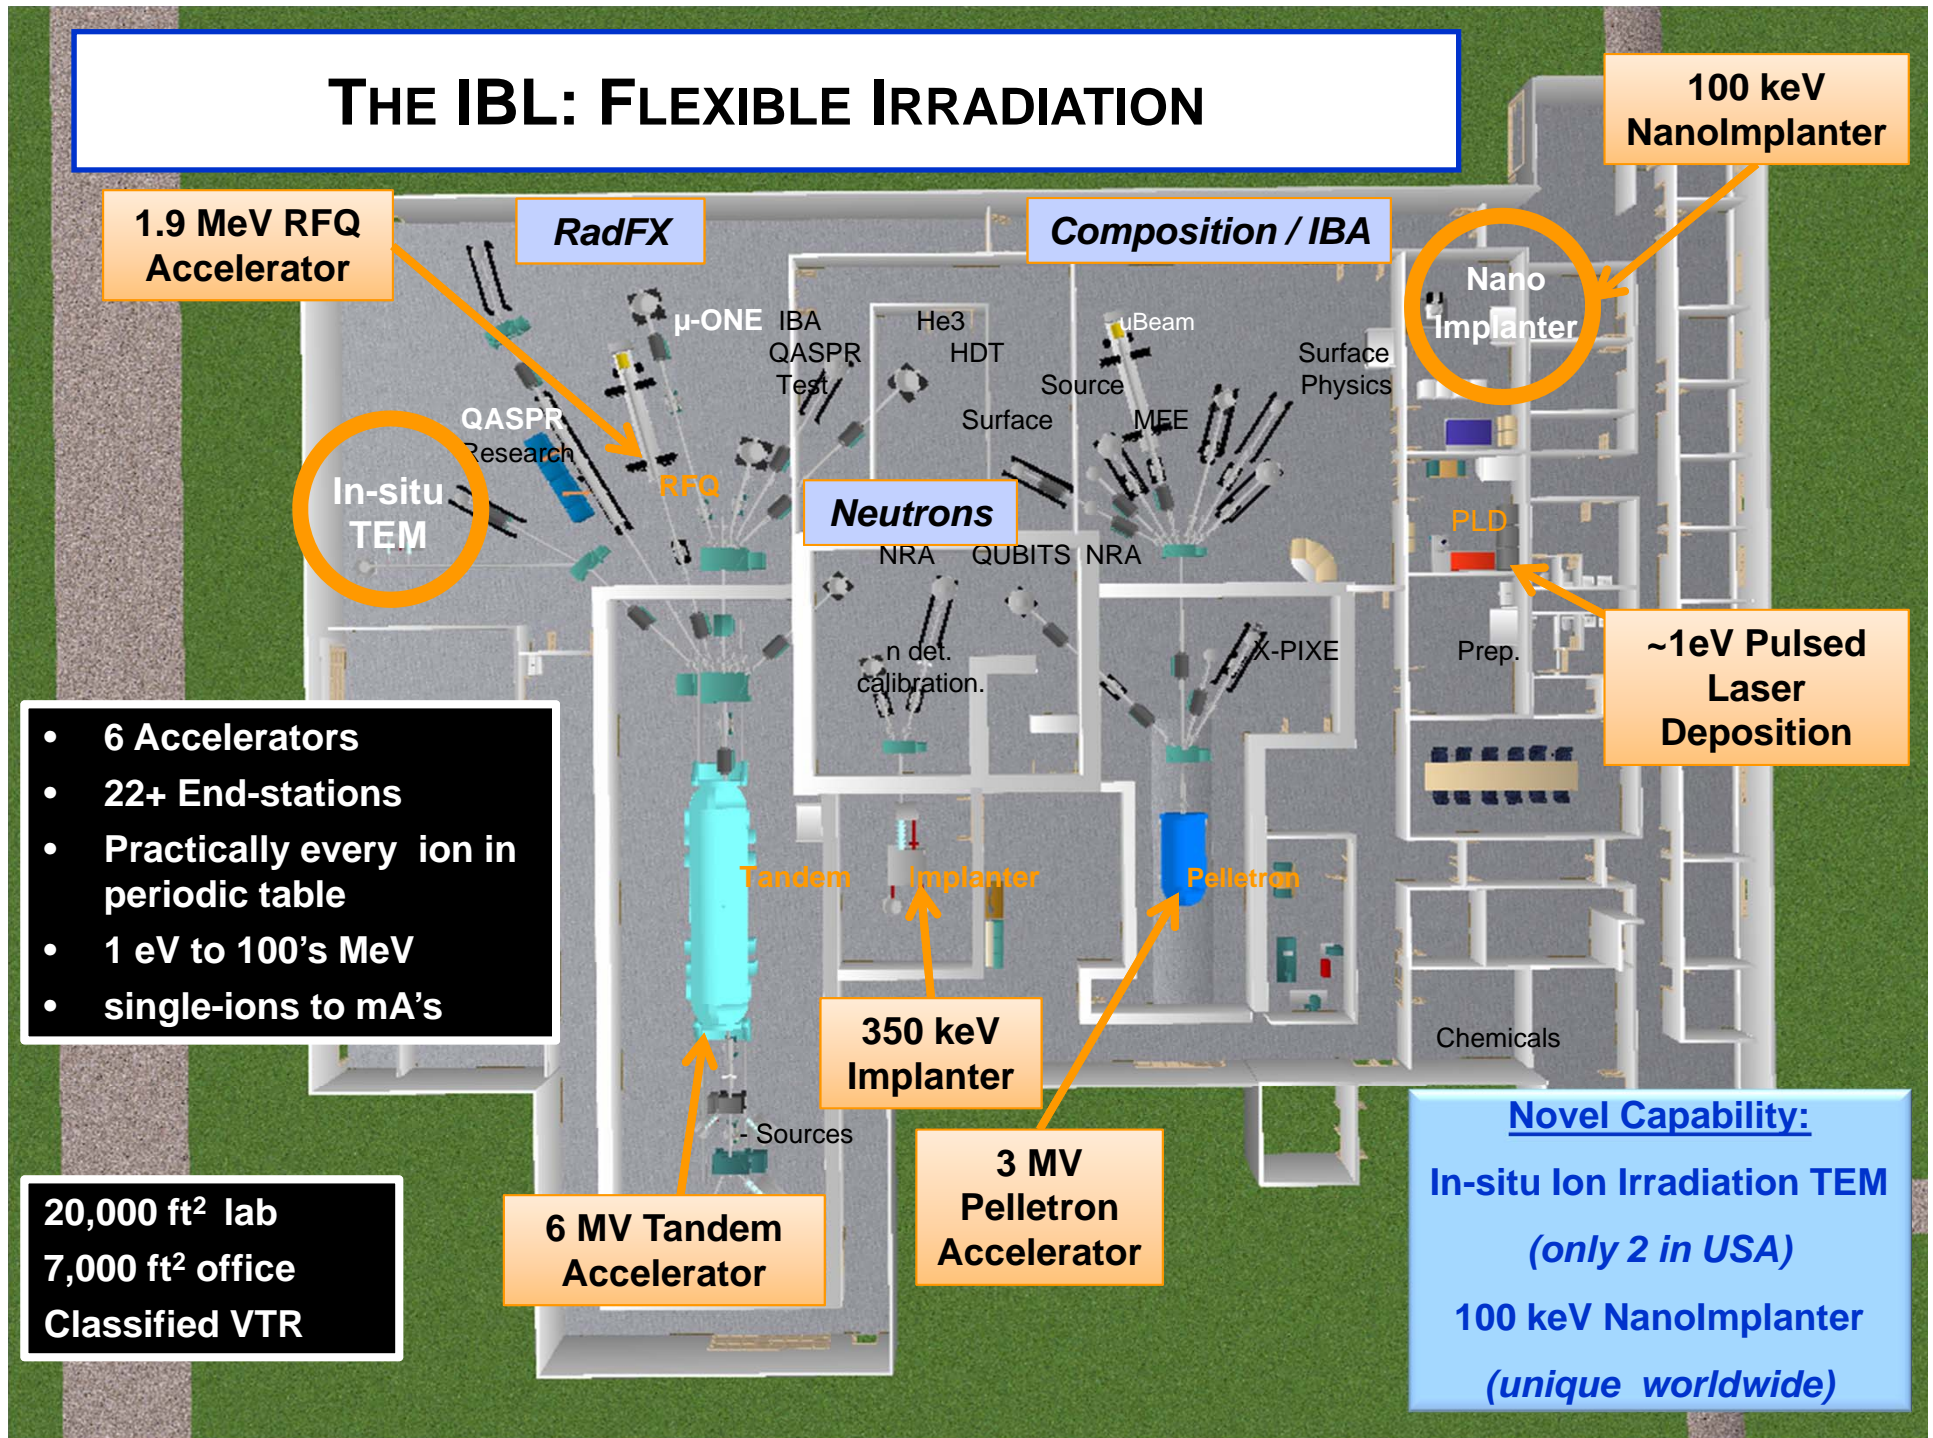 THE IBL: FLEXIBLE IRRADIATION
100 keV
NanoImplanter
1.9 MeV RFQ
Accelerator
RadFX
Composition / IBA
Nano
Implanter
µ-ONE
IBA
QASPR
Test
He3
HDT
uBeam
Source
Surface
MFE
Surface
Physics
QASPR
Research
RFQ
In-situ
TEM
Neutrons
NRA
QUBITS
NRA
PLD
n det.
calibration.
X-PIXE
Prep.
~1eV Pulsed
Laser
Deposition
• 6 Accelerators
• 22+ End-stations
• Practically every ion in
periodic table
• 1 eV to 100's MeV
• single-ions to mA's
Tandem
Implanter
Pelletron
350 keV
Implanter
Chemicals
- Sources
3 MV
Pelletron
Accelerator
6 MV Tandem
Accelerator
20,000 ft² lab
7,000 ft² office
Classified VTR
Novel Capability:
In-situ Ion Irradiation TEM
(only 2 in USA)
100 keV NanoImplanter
(unique worldwide)